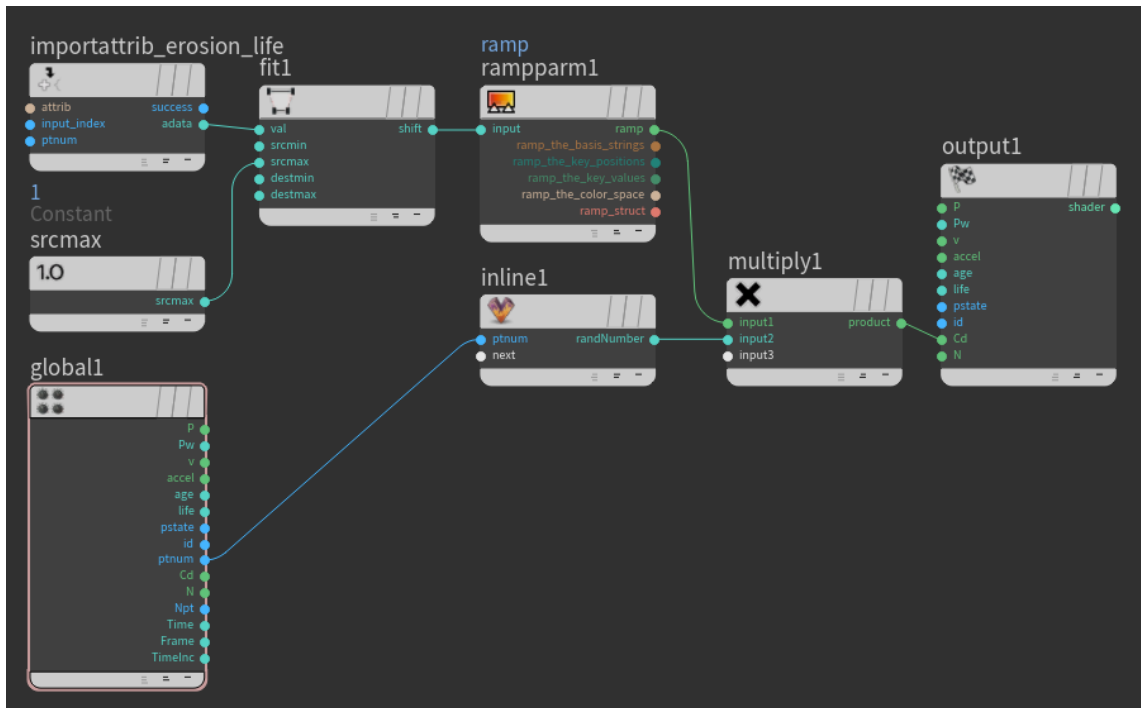 importattrib_erosion_life
attrib
success
input_index
adata
ptnum
1
Constant
srcmax
1.0
srcmax
global1
P
Pw
v
accel
age
life
pstate
id
ptnum
Cd
N
Npt
Time
Frame
TimeInc
fit1
val
shift
srcmin
srcmax
destmin
destmax
ramp
rampparm1
input
ramp
ramp_the_basis_strings
ramp_the_key_positions
ramp_the_key_values
ramp_the_color_space
ramp_struct
inline1
ptnum
randNumber
next
multiply1
input1
product
input2
input3
output1
P
shader
Pw
v
accel
age
life
pstate
id
Cd
N